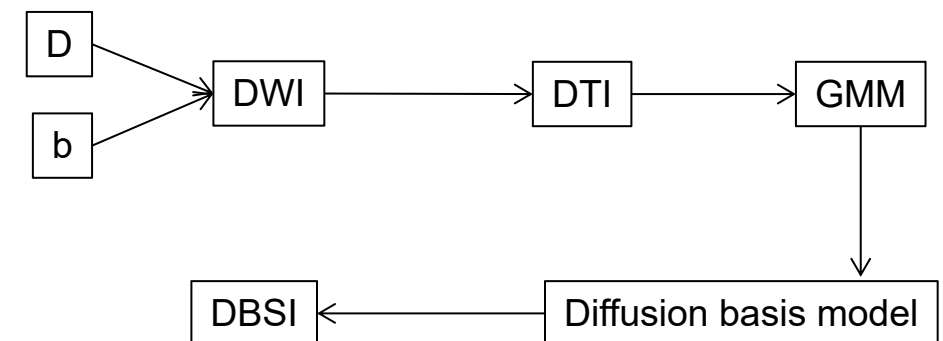 D
b
DWI
DTI
GMM
Diffusion basis model
DBSI